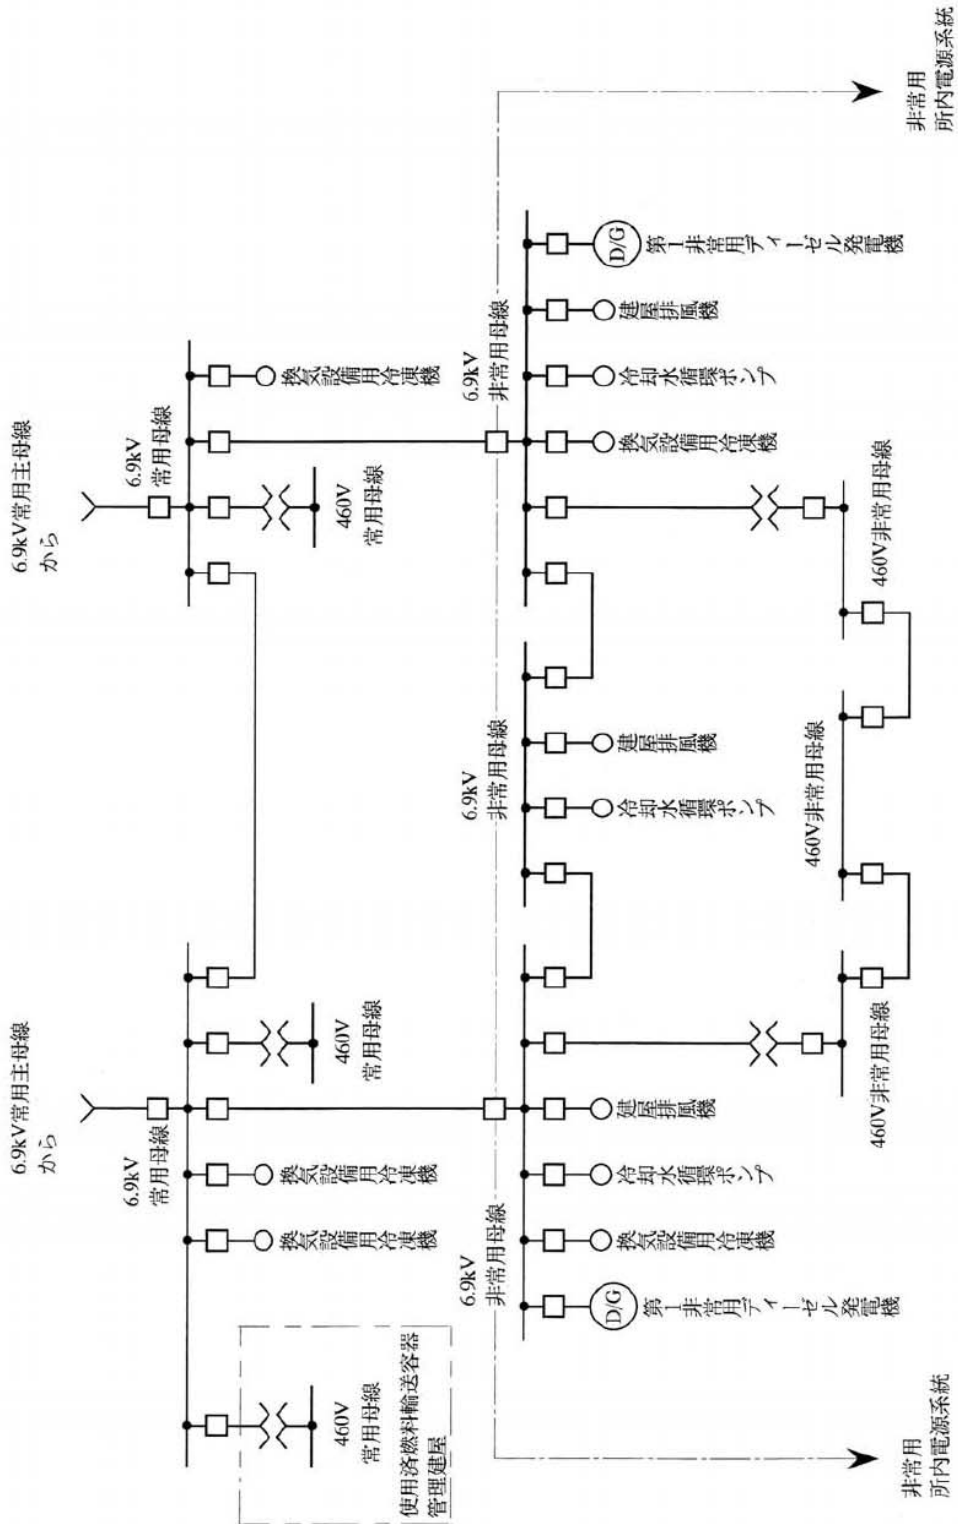 6.9kV常用主母線
から
6.9kV
常用母線
換気設備用冷凍機
換気設備用冷凍機
460V
常用母線
460V
常用母線
使用済燃料輸送容器
管理建屋
6.9kV常用主母線
から
6.9kV
常用母線
460V
常用母線
換気設備用冷凍機
6.9kV
非常用母線
D/G
第1非常用ディーゼル発電機
換気設備用冷凍機
冷却水循環ポンプ
建屋排風機
6.9kV
非常用母線
冷却水循環ポンプ
建屋排風機
6.9kV
非常用母線
換気設備用冷凍機
冷却水循環ポンプ
建屋排風機
D/G
第1非常用ディーゼル発電機
460V非常用母線
460V非常用母線
460V非常用母線
非常用
所内電源系統
非常用
所内電源系統